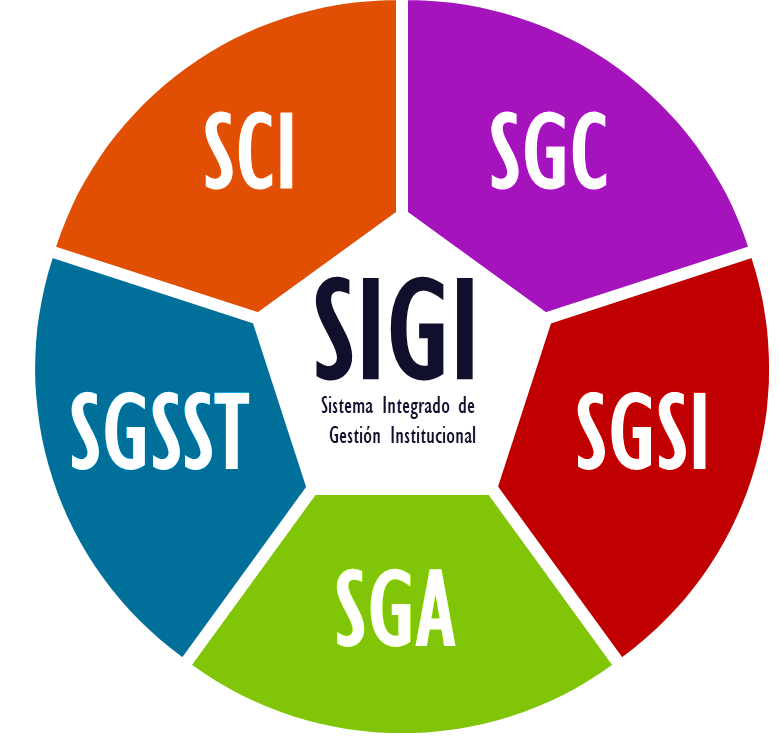 SCI
SGC
SIGI
Sistema Integrado de
Gestión Institucional
SGSST
SGSI
SGA